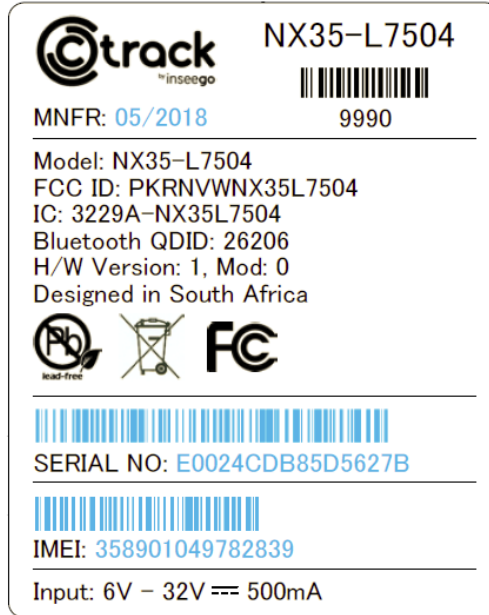 Ctrack
by inseego
NX35-L7504
9990
MNFR: 05/2018
Model: NX35-L7504
FCC ID: PKRNVWNX35L7504
IC: 3229A-NX35L7504
Bluetooth QDID: 26206
H/W Version: 1, Mod: 0
Designed in South Africa
Pb
lead-free
FC
SERIAL NO: E0024CDB85D5627B
IMEI: 358901049782839
Input: 6V - 32V ⎓ 500mA